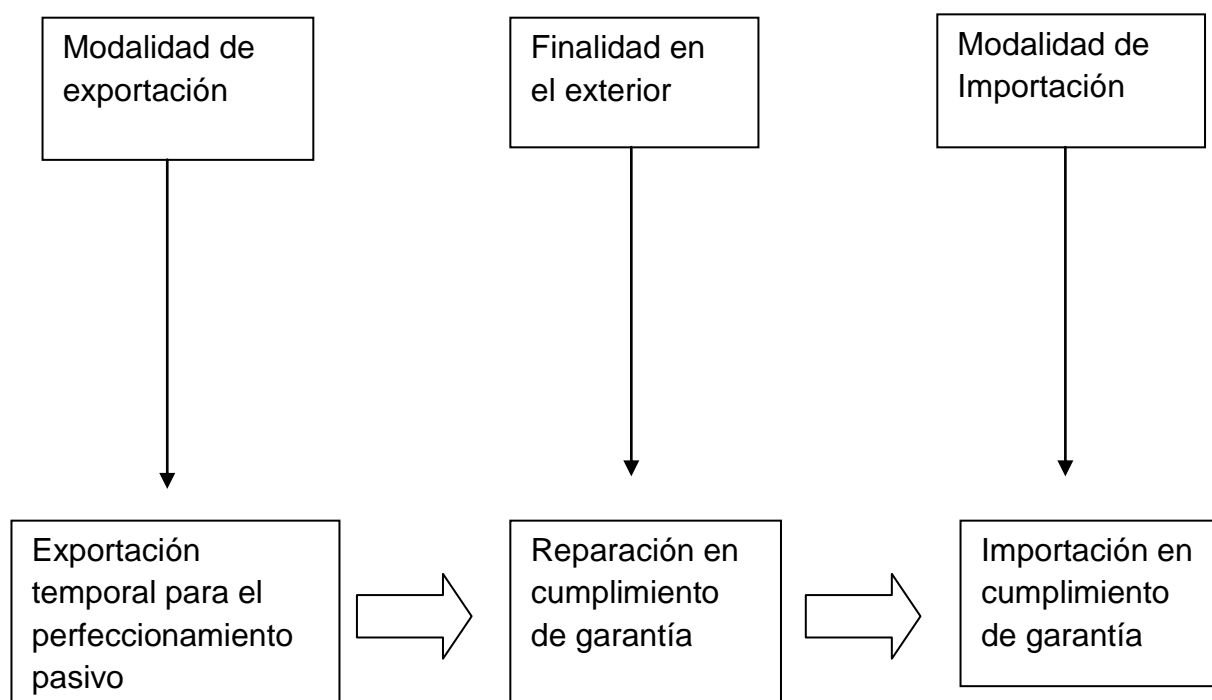 Modalidad de
exportación
Finalidad en
el exterior
Modalidad de
Importación
Exportación
temporal para el
perfeccionamiento
pasivo
Reparación en
cumplimiento
de garantía
Importación en
cumplimiento
de garantía